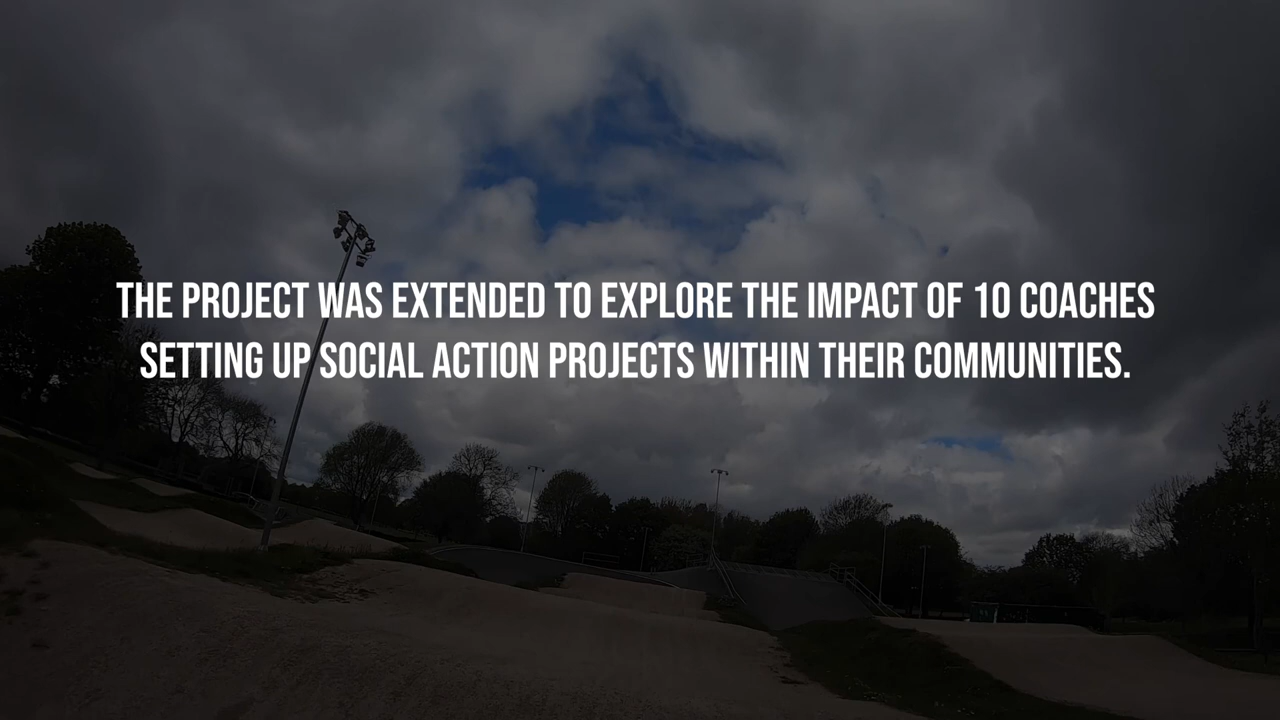 THE PROJECT WAS EXTENDED TO EXPLORE THE IMPACT OF 10 COACHES
SETTING UP SOCIAL ACTION PROJECTS WITHIN THEIR COMMUNITIES.